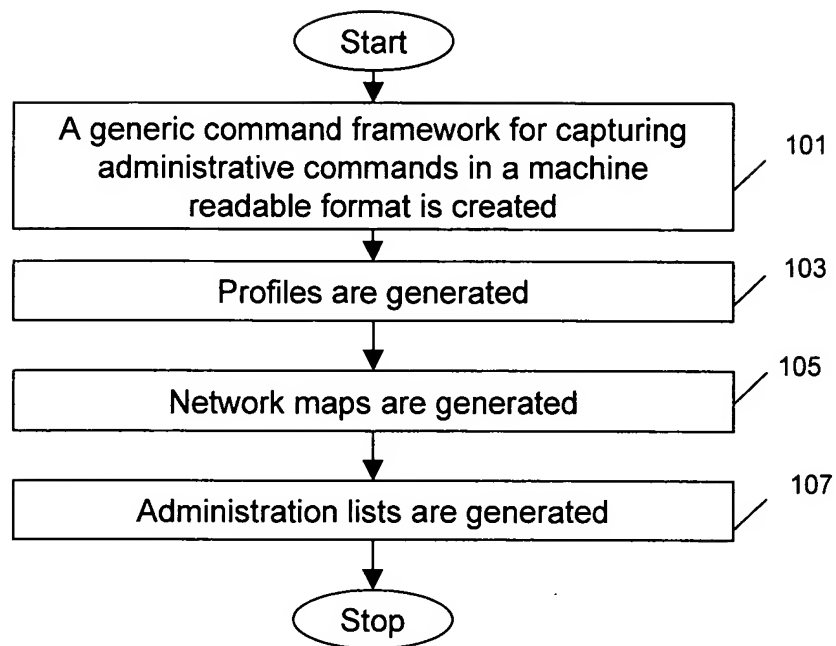 Start
A generic command framework for capturing
administrative commands in a machine
readable format is created
101
Profiles are generated
103
Network maps are generated
105
Administration lists are generated
107
Stop